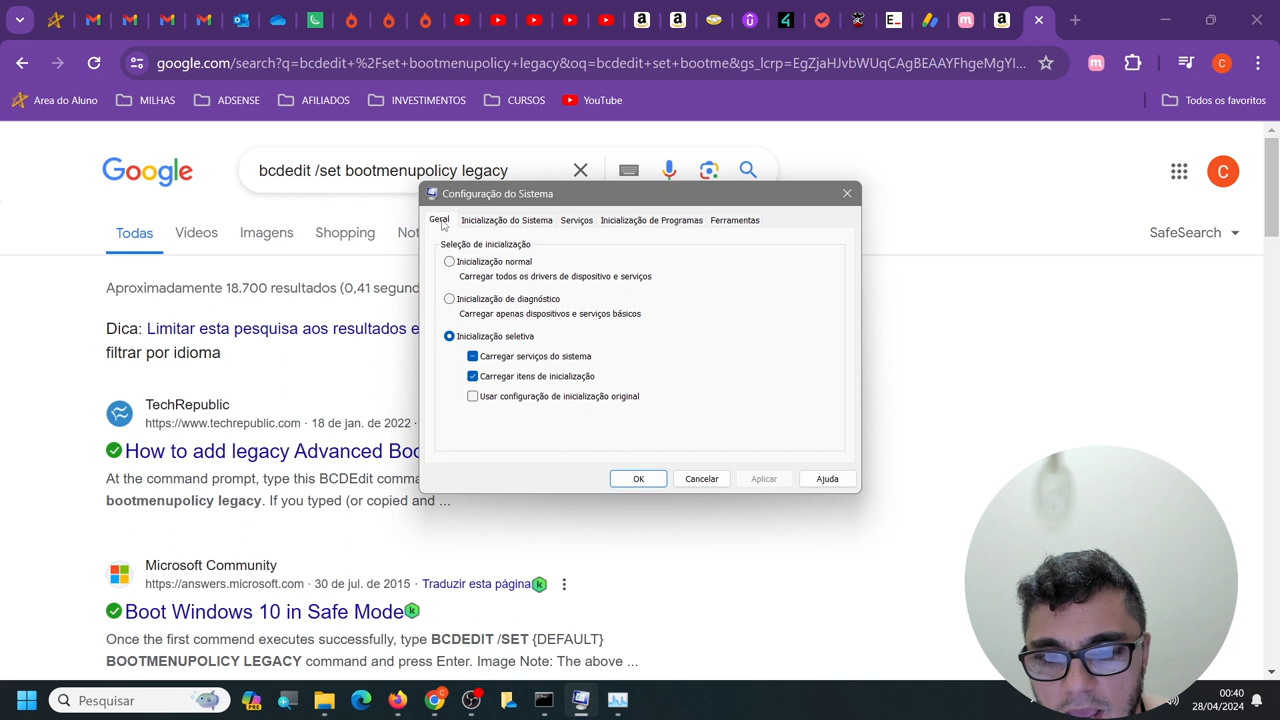 google.com/search?q=bcdedit+%2Fset+bootmenupolicy+legacy&oq=bcdedit+set+bootme&gs_lcrp=EgZjaHJvbWUqCAgBEAAYFhgeMgYI...
C
Area do Aluno
MILHAS
ADSENSE
AFILIADOS
INVESTIMENTOS
CURSOS
YouTube
Todos os favoritos
Google
bcdedit /set bootmenupolicy legacy
C
Configuração do Sistema
Todas
Vídeos
Imagens
Shopping
Not
SafeSearch
Geral
Inicialização do Sistema
Serviços
Inicialização de Programas
Ferramentas
Seleção de inicialização
Inicialização normal
Carregar todos os drivers de dispositivo e serviços
Inicialização de diagnóstico
Carregar apenas dispositivos e serviços básicos
Inicialização seletiva
Carregar serviços do sistema
Carregar itens de inicialização
Usar configuração de inicialização original
OK
Cancelar
Aplicar
Ajuda
Aproximadamente 18.700 resultados (0,41 segun
Dica: Limitar esta pesquisa aos resultados e
filtrar por idioma
TechRepublic
https://www.techrepublic.com · 18 de jan. de 2022 ·
How to add legacy Advanced Boo
At the command prompt, type this BCDEdit comma
bootmenupolicy legacy. If you typed (or copied and ...
Microsoft Community
https://answers.microsoft.com · 30 de jul. de 2015 · Traduzir esta página
Boot Windows 10 in Safe Mode
Once the first commend executes successfully, type BCDEDIT /SET {DEFAULT}
BOOTMENUPOLICY LEGACY command and press Enter. Image Note: The above ...
Pesquisar
PRE
00:40
28/04/2024